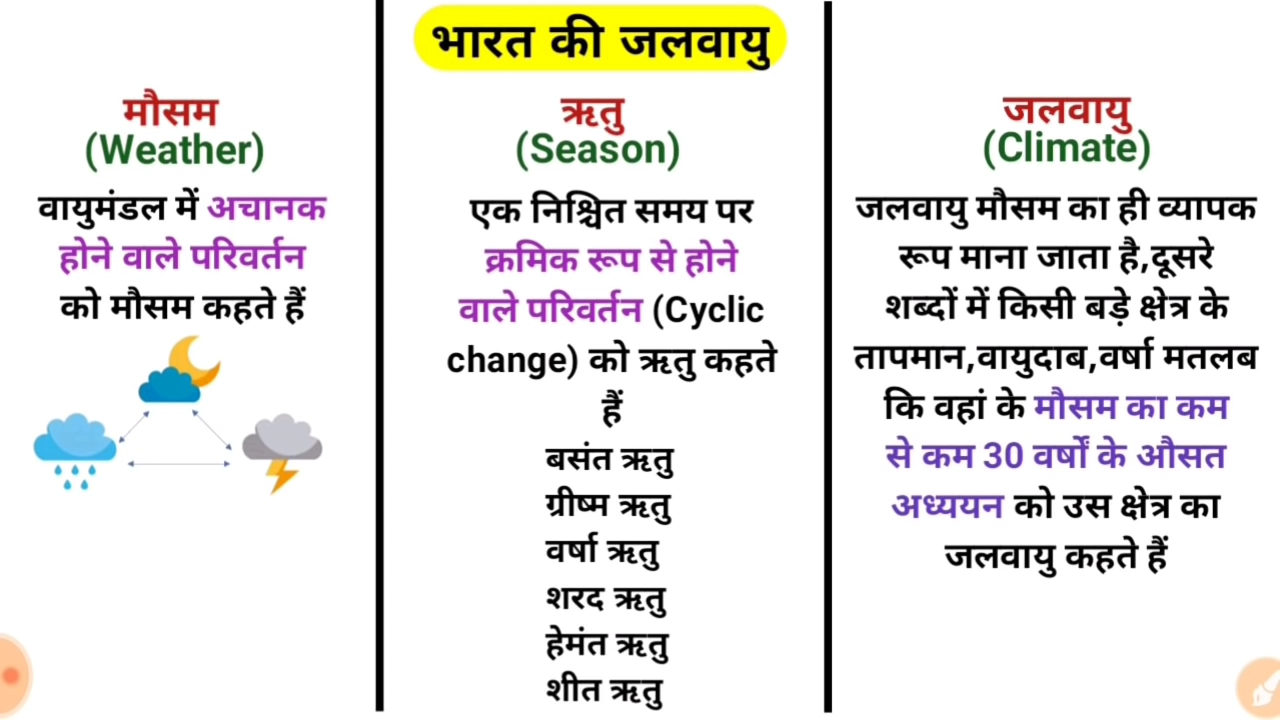 भारत की जलवायु
मौसम
(Weather)
वायुमंडल में अचानक
होने वाले परिवर्तन
को मौसम कहते हैं
ऋतु
(Season)
एक निश्चित समय पर
क्रमिक रूप से होने
वाले परिवर्तन (Cyclic
change) को ऋतु कहते
हैं
बसंत ऋतु
ग्रीष्म ऋतु
वर्षा ऋतु
शरद ऋतु
हेमंत ऋतु
शीत ऋतु
जलवायु
(Climate)
जलवायु मौसम का ही व्यापक
रूप माना जाता है,दूसरे
शब्दों में किसी बड़े क्षेत्र के
तापमान,वायुदाब,वर्षा मतलब
कि वहां के मौसम का कम
से कम 30 वर्षों के औसत
अध्ययन को उस क्षेत्र का
जलवायु कहते हैं